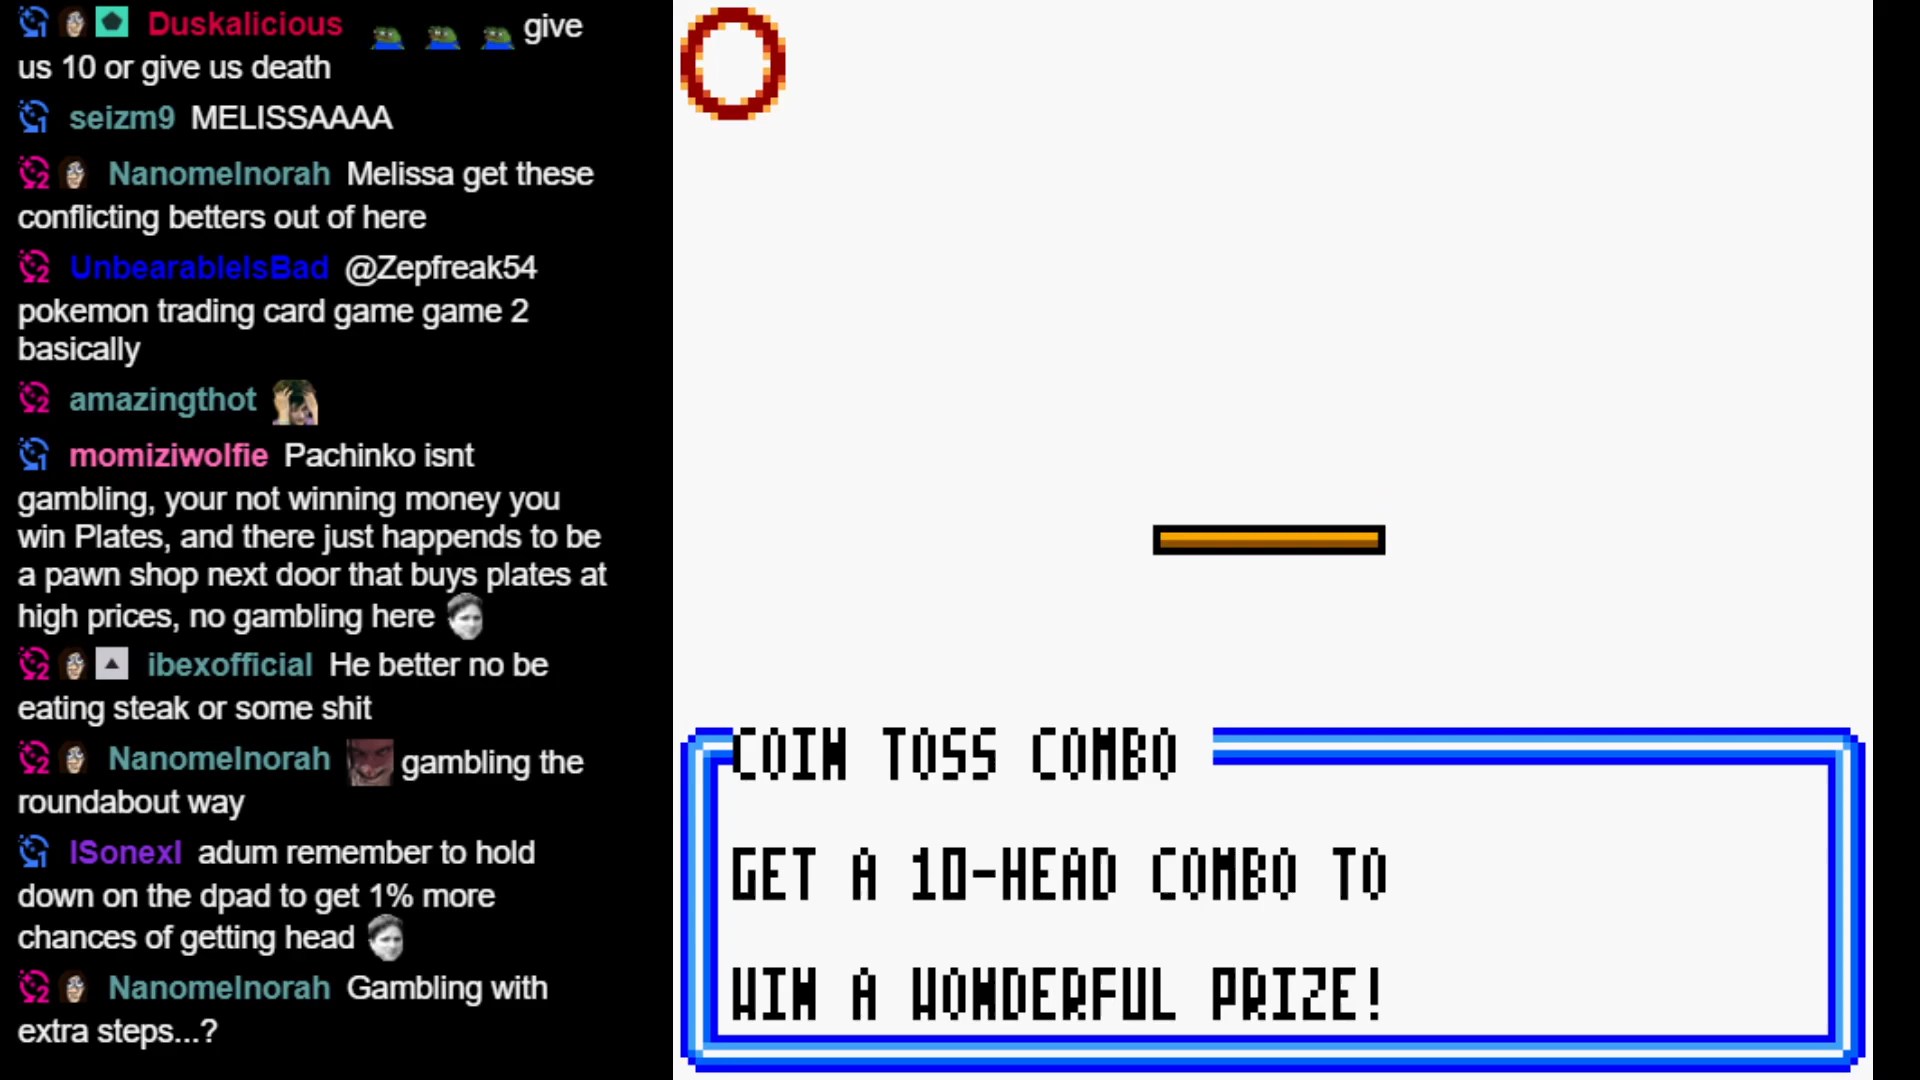 Duskalicious give
us 10 or give us death
seizm9 MELISSAAAA
NanomeInorah Melissa get these
conflicting betters out of here
UnbearableIsBad @Zepfreak54
pokemon trading card game game 2
basically
amazingthot
momiziwolfie Pachinko isnt
gambling, your not winning money you
win Plates, and there just happends to be
a pawn shop next door that buys plates at
high prices, no gambling here
ibexofficial He better no be
eating steak or some shit
NanomeInorah gambling the
roundabout way
ISonexI adum remember to hold
down on the dpad to get 1% more
chances of getting head
NanomeInorah Gambling with
extra steps...?
COIN TOSS COMBO
GET A 10-HEAD COMBO TO
WIN A WONDERFUL PRIZE!